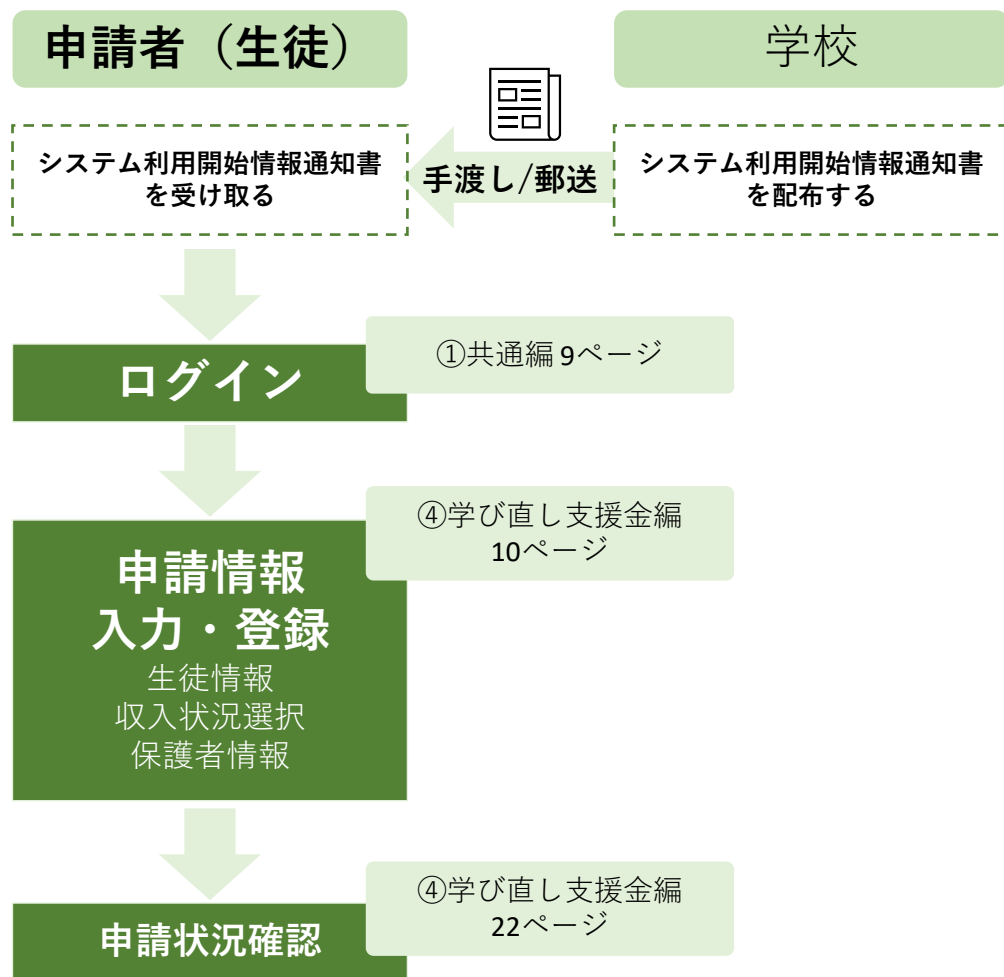 申請者（生徒）
学校
システム利用開始情報通知書
を受け取る
手渡し/郵送
システム利用開始情報通知書
を配布する
ログイン
①共通編 9ページ
申請情報
入力・登録
生徒情報
収入状況選択
保護者情報
④学び直し支援金編
10ページ
申請状況確認
④学び直し支援金編
22ページ